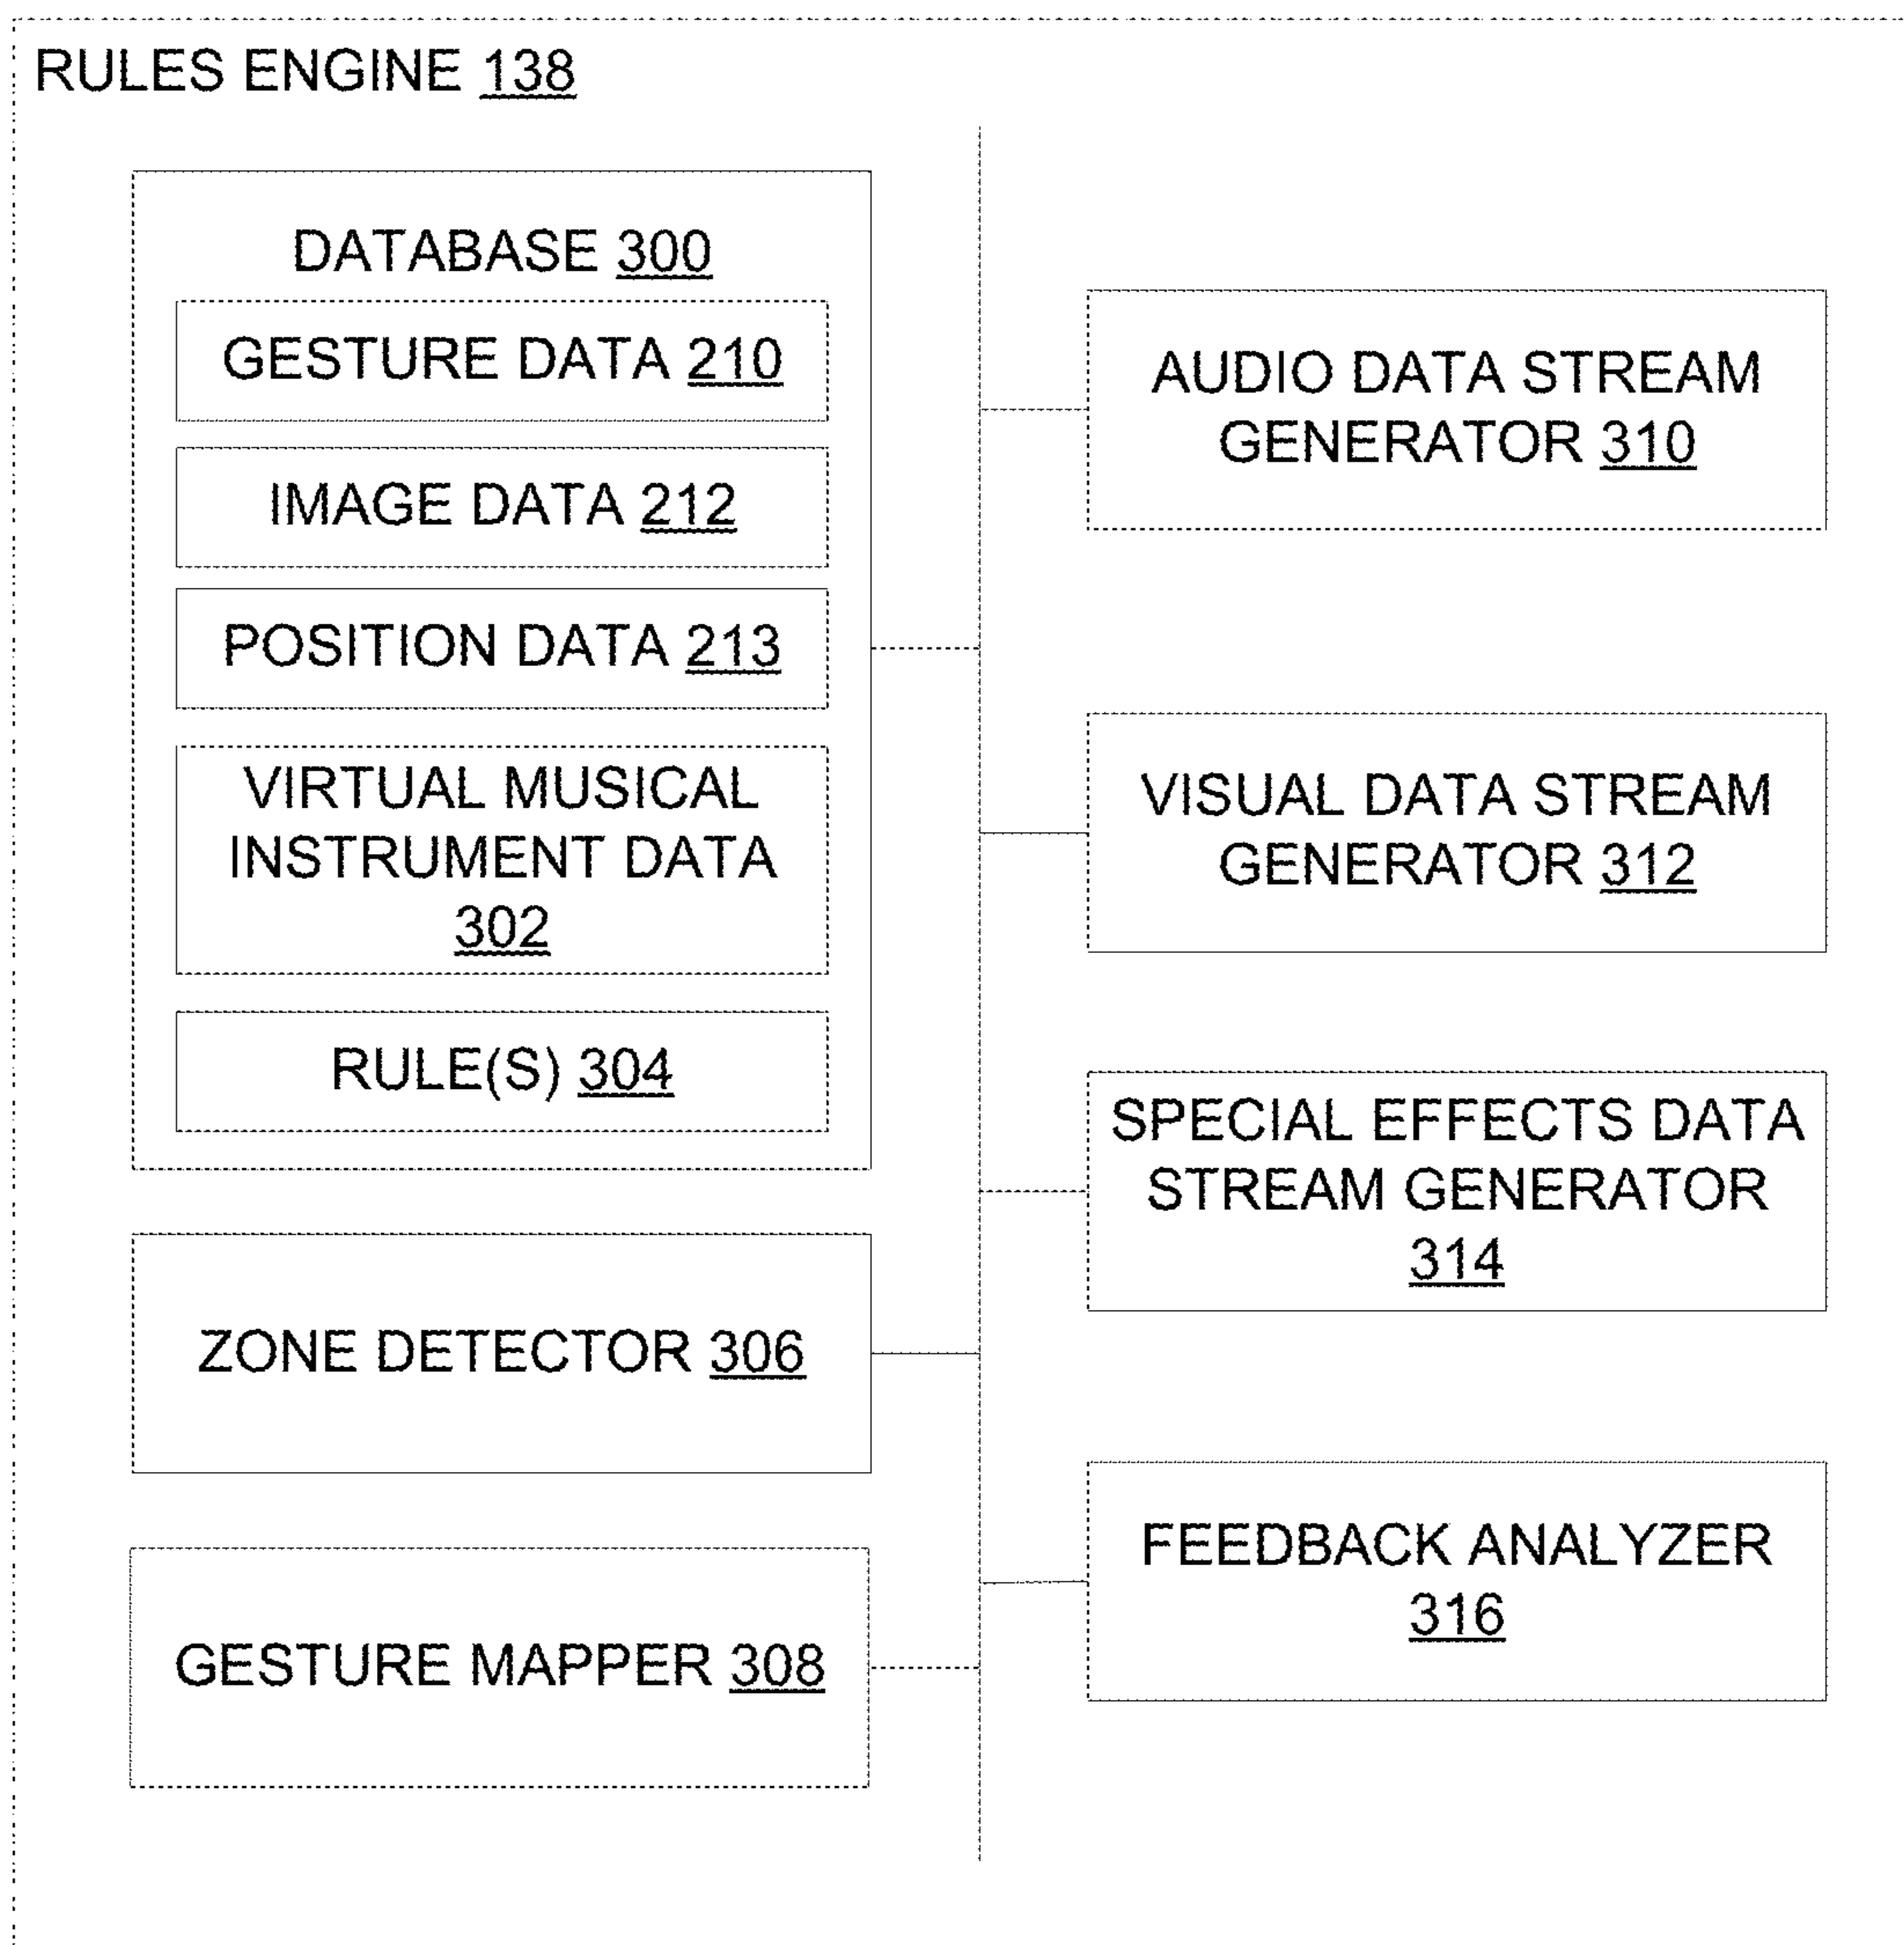 RULES ENGINE 138
DATABASE 300
GESTURE DATA 210
IMAGE DATA 212
POSITION DATA 213
VIRTUAL MUSICAL
INSTRUMENT DATA
302
RULE(S) 304
ZONE DETECTOR 306
GESTURE MAPPER 308
AUDIO DATA STREAM
GENERATOR 310
VISUAL DATA STREAM
GENERATOR 312
SPECIAL EFFECTS DATA
STREAM GENERATOR
314
FEEDBACK ANALYZER
316